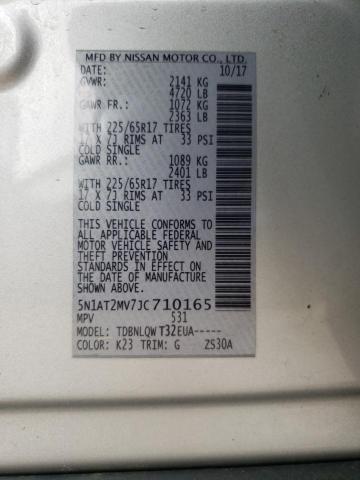 MFD BY NISSAN MOTOR CO., LTD.
DATE: 10/17
GVWR: 2141 KG
4720 LB
GAWR FR.: 1072 KG
2363 LB
WITH 225/65R17 TIRES
17 X 7J RIMS AT 33 PSI
COLD SINGLE
GAWR RR.: 1089 KG
2401 LB
WITH 225/65R17 TIRES
17 X 7J RIMS AT 33 PSI
COLD SINGLE
THIS VEHICLE CONFORMS TO
ALL APPLICABLE U.S. FEDERAL
MOTOR VEHICLE SAFETY AND
THEFT PREVENTION
STANDARDS IN EFFECT ON THE
DATE OF MANUFACTURE
SHOWN ABOVE.
5N1AT2MV7JC710165
MPV 531
MODEL: TDBNLQW T32EUA-----
COLOR: K23 TRIM: G ZS30A